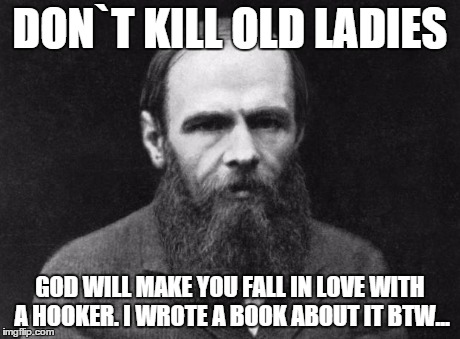 DON`T KILL OLD LADIES
GOD WILL MAKE YOU FALL IN LOVE WITH
A HOOKER. I WROTE A BOOK ABOUT IT BTW...
imgflip.com